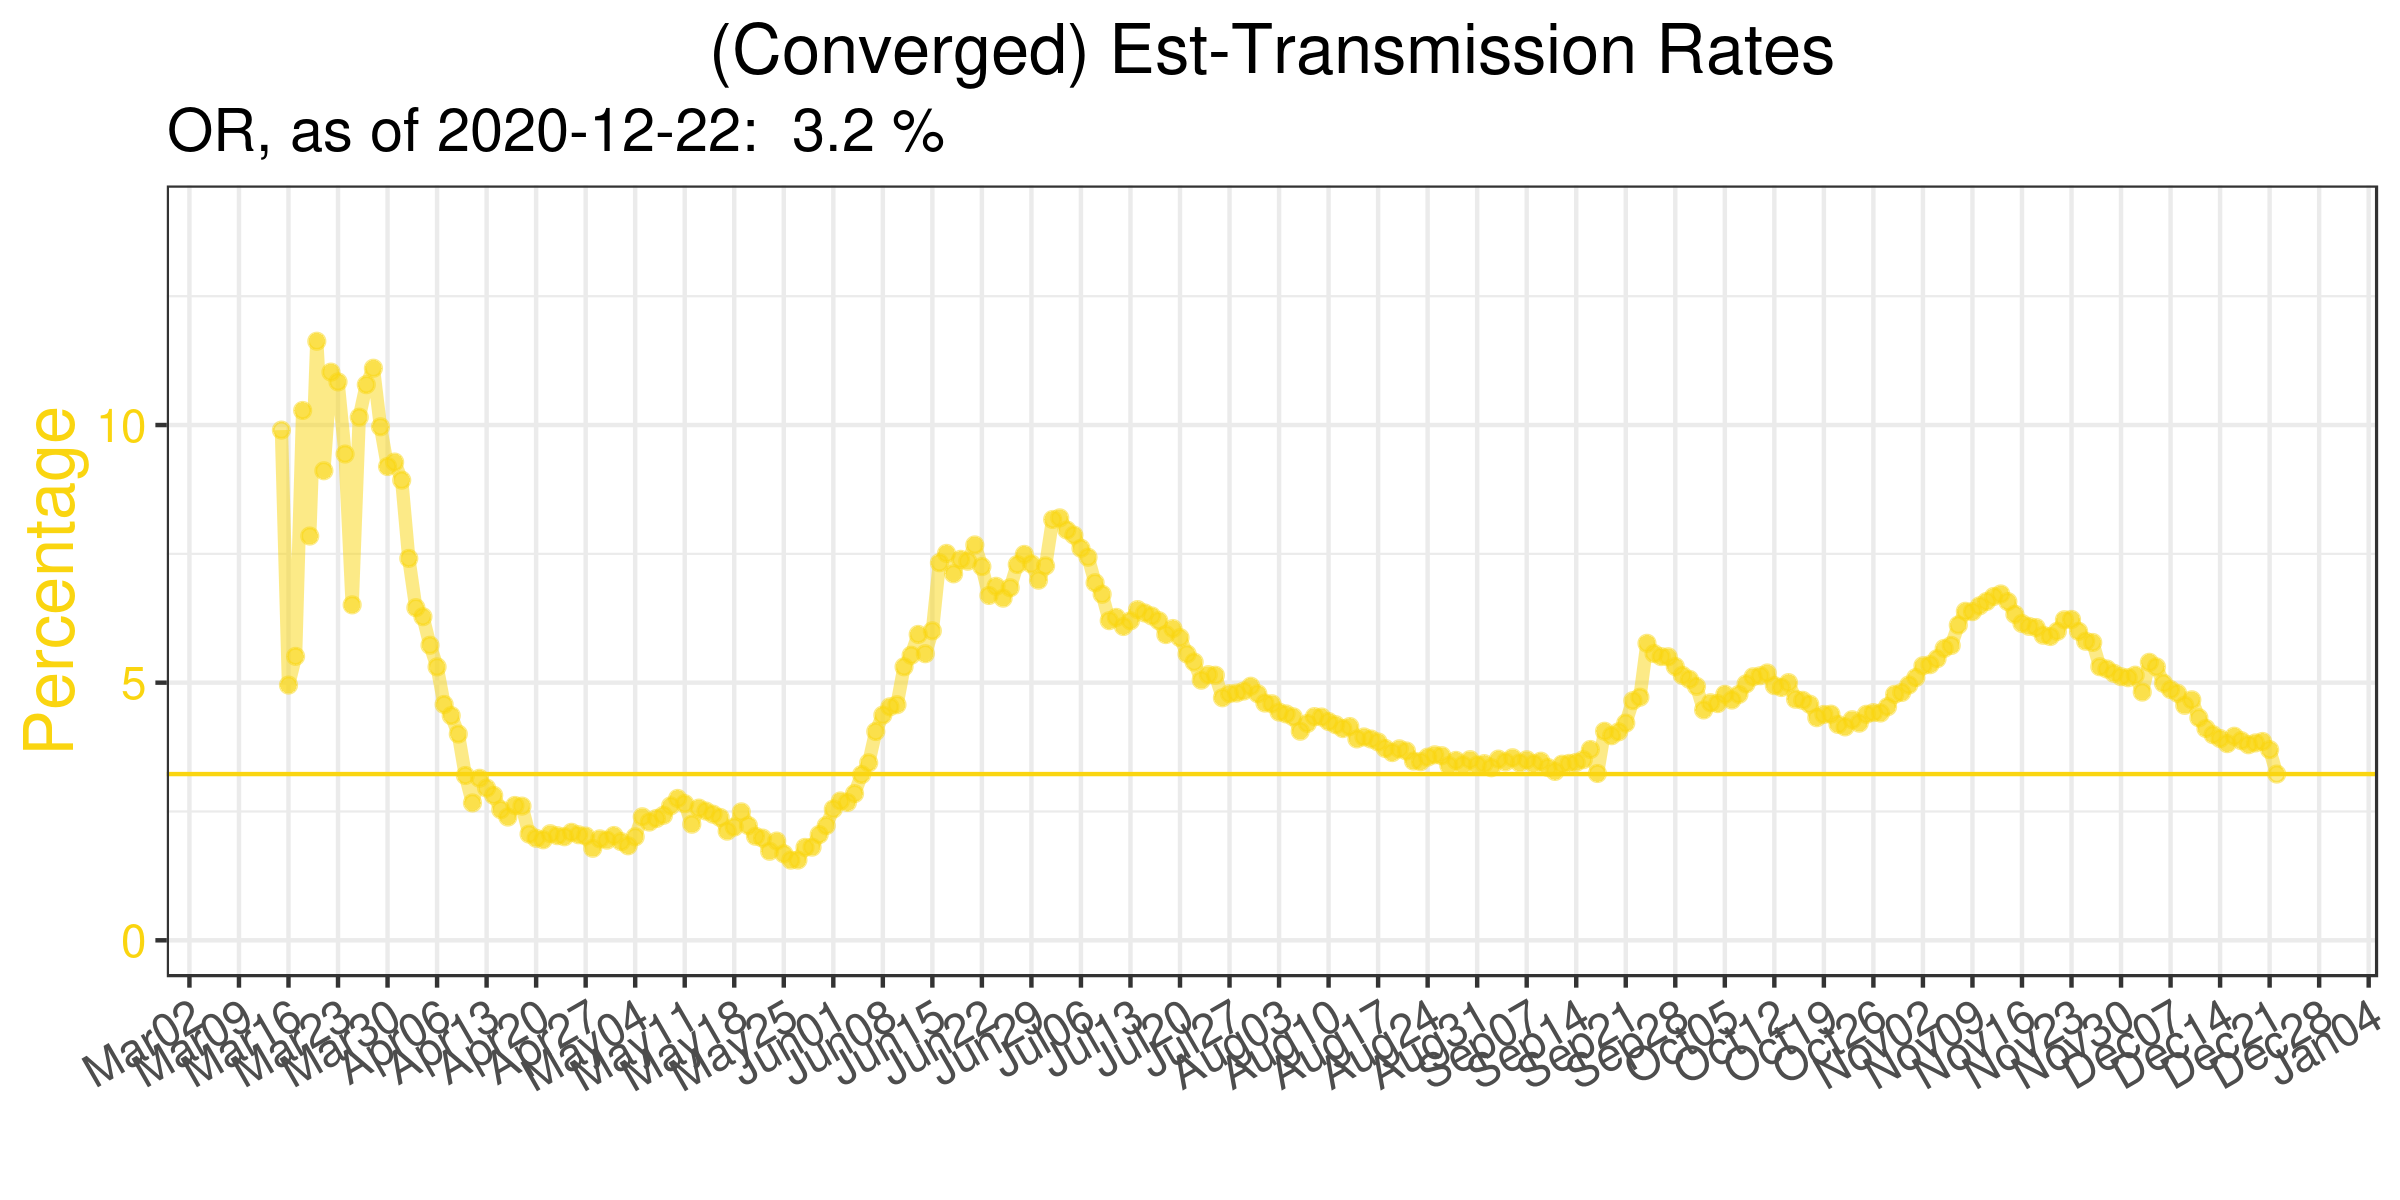 (Converged) Est-Transmission Rates
OR, as of 2020-12-22:  3.2 %
Percentage
10
5
0
Mar02
Mar09
Mar16
Mar23
Mar30
Apr06
Apr13
Apr20
Apr27
May04
May11
May18
May25
Jun01
Jun08
Jun15
Jun22
Jun29
Jul06
Jul13
Jul20
Jul27
Aug03
Aug10
Aug17
Aug24
Aug31
Sep07
Sep14
Sep21
Sep28
Oct05
Oct12
Oct19
Oct26
Nov02
Nov09
Nov16
Nov23
Nov30
Dec07
Dec14
Dec21
Dec28
Jan04